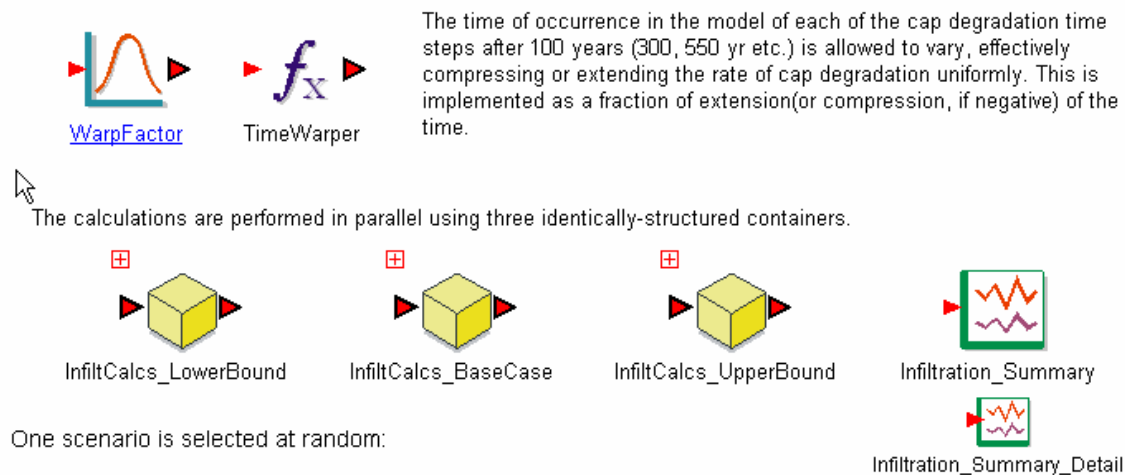 The time of occurrence in the model of each of the cap degradation time
steps after 100 years (300, 550 yr etc.) is allowed to vary, effectively
compressing or extending the rate of cap degradation uniformly. This is
implemented as a fraction of extension(or compression, if negative) of the
time.
fx
WarpFactor
TimeWarper
The calculations are performed in parallel using three identically-structured containers.
InfiltCalcs_LowerBound
InfiltCalcs_BaseCase
InfiltCalcs_UpperBound
Infiltration_Summary
One scenario is selected at random:
Infiltration_Summary_Detail